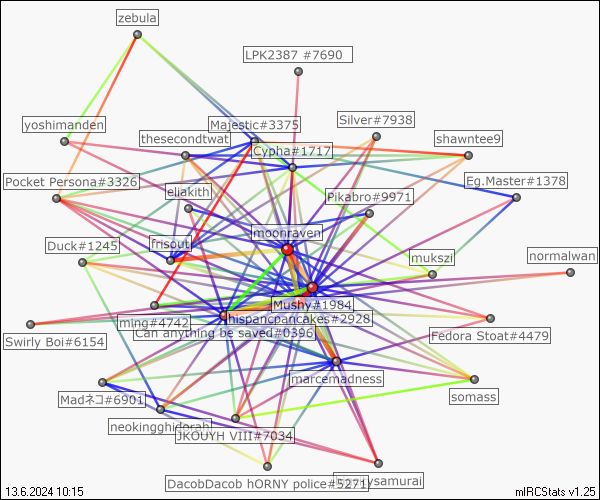 zebula
LPK2387 #7690
yoshimanden
Majestic#3375
Silver#7938
thesecondtwat
shawntee9
Cypha#1717
Pocket Persona#3326
eliakith
Pikabro#9971
Eg.Master#1378
moonraven
Duck#1245
frisout
mukszi
normalwan
Mushy#1984
ming#4742
hispancpancakes#2928
Swirly Boi#6154
Can anything be saved#0396
Fedora Stoat#4479
marcemadness
Madネコ#6901
somass
neokingghidorah
JKOUYH VIII#7034
DacobDacob hORNY police#5271
13.6.2024 10:15
mIRCStats v1.25